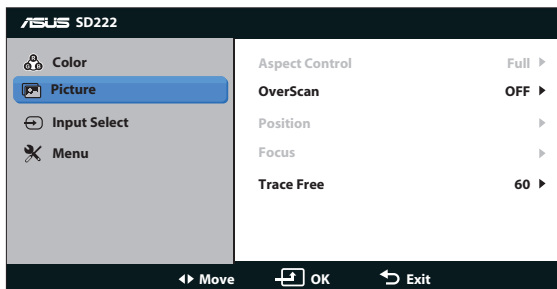 ASUS SD222
Color
Picture
Input Select
Menu
Aspect Control Full
OverScan OFF
Position
Focus
Trace Free 60
Move OK Exit